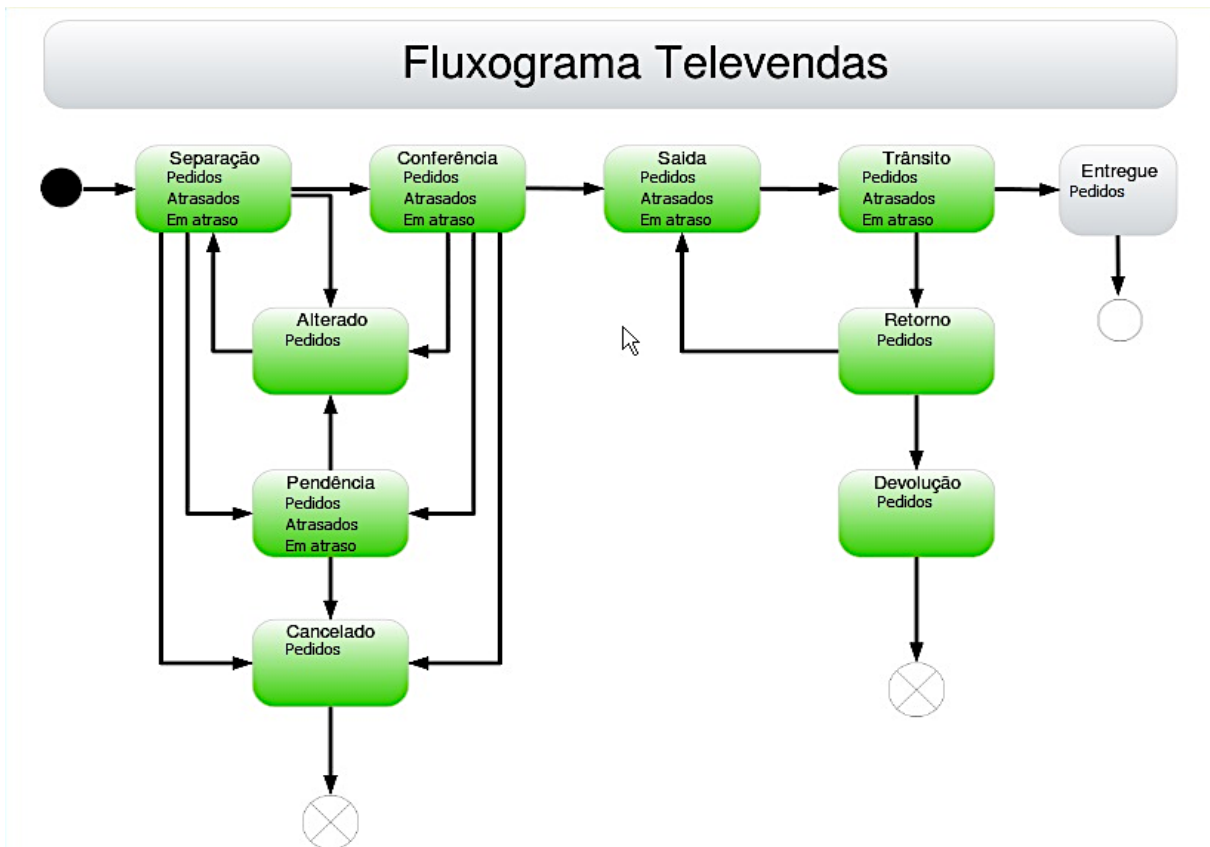 Fluxograma Televendas
Separação
Pedidos
Atrasados
Em atraso
Conferência
Pedidos
Atrasados
Em atraso
Saida
Pedidos
Atrasados
Em atraso
Trânsito
Pedidos
Atrasados
Em atraso
Entregue
Pedidos
Alterado
Pedidos
Retorno
Pedidos
Pendência
Pedidos
Atrasados
Em atraso
Devolução
Pedidos
Cancelado
Pedidos